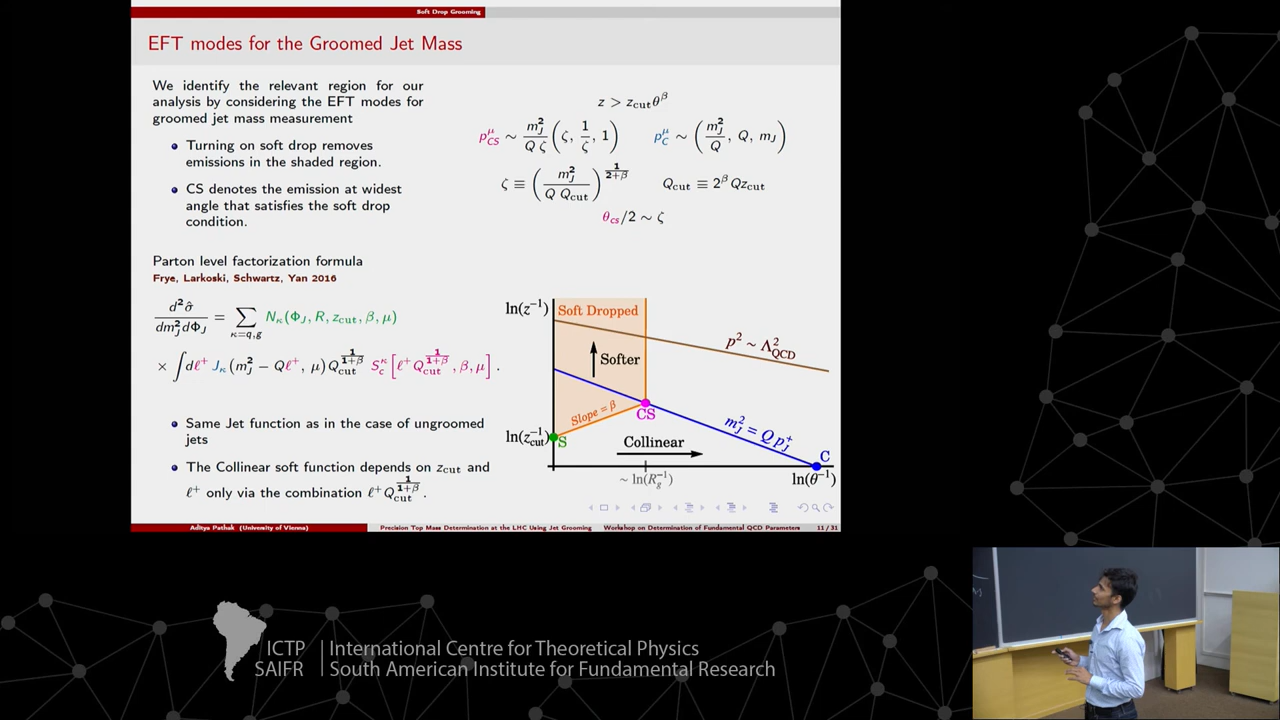 Soft Drop Grooming
EFT modes for the Groomed Jet Mass
We identify the relevant region for our
analysis by considering the EFT modes for
groomed jet mass measurement
Turning on soft drop removes
emissions in the shaded region.
CS denotes the emission at widest
angle that satisfies the soft drop
condition.
z > z_cut θ^β
p^μ_CS ∼ m_J^2/(Q ζ) (ζ, 1/ζ, 1) p^μ_C ∼ (m_J^2/Q, Q, m_J)
ζ ≡ (m_J^2/(Q Q_cut))^(1/(2+β)) Q_cut ≡ 2^β Q z_cut
θ_cs/2 ∼ ζ
Parton level factorization formula
Frye, Larkoski, Schwartz, Yan 2016
d^2σ̂/(dm_J^2 dΦ_J) = ∑_(κ=q,g) N_κ(Φ_J, R, z_cut, β, μ)
× ∫dℓ^+ J_κ(m_J^2 − Qℓ^+, μ) Q_cut^(1/(1+β)) S_c^κ[ℓ^+ Q_cut^(1/(1+β)), β, μ] .
Same Jet function as in the case of ungroomed
jets
The Collinear soft function depends on z_cut and
ℓ^+ only via the combination ℓ^+ Q_cut^(1/(1+β)).
ln(z^−1)
Soft Dropped
p^2 ∼ Λ^2_QCD
Softer
Slope = β
CS
m_J^2 = Q p_J^+
ln(z_cut^−1)
S
Collinear
C
∼ ln(R_g^−1)
ln(θ^−1)
Aditya Pathak (University of Vienna) Precision Top Mass Determination at the LHC Using Jet Grooming Workshop on Determination of Fundamental QCD Parameters 11 / 31
ICTP International Centre for Theoretical Physics
SAIFR South American Institute for Fundamental Research